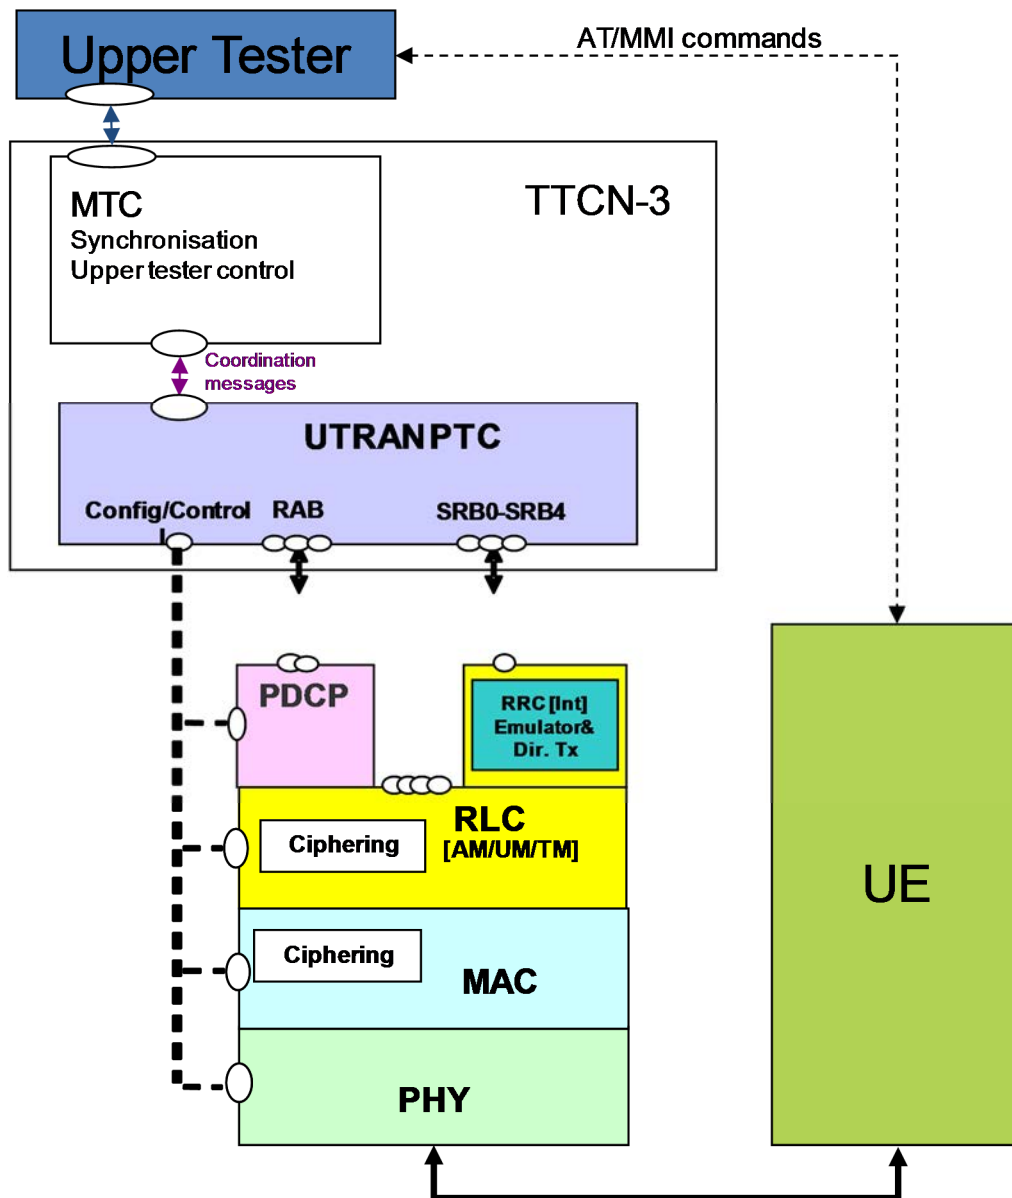 Upper Tester
AT/MMI commands
TTCN-3
MTC
Synchronisation
Upper tester control
Coordination
messages
UTRANPTC
Config/Control
RAB
SRB0-SRB4
PDCP
RRC[Int]
Emulator&
Dir. Tx
RLC
[AM/UM/TM]
Ciphering
Ciphering
MAC
PHY
UE